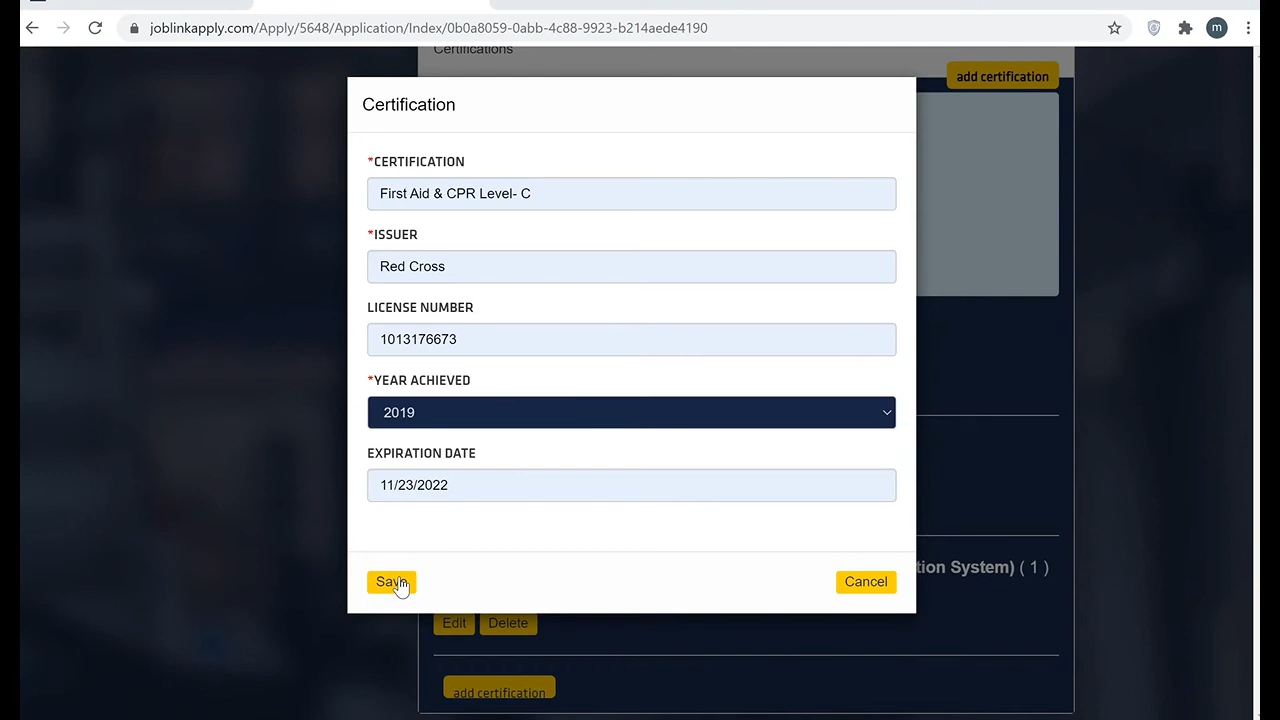 joblinkapply.com/Apply/5648/Application/Index/0b0a8059-0abb-4c88-9923-b214aede4190
m
Certifications
add certification
Certification
*CERTIFICATION
First Aid & CPR Level- C
*ISSUER
Red Cross
LICENSE NUMBER
1013176673
*YEAR ACHIEVED
2019
EXPIRATION DATE
11/23/2022
tion System) ( 1 )
Save
Cancel
Edit Delete
add certification